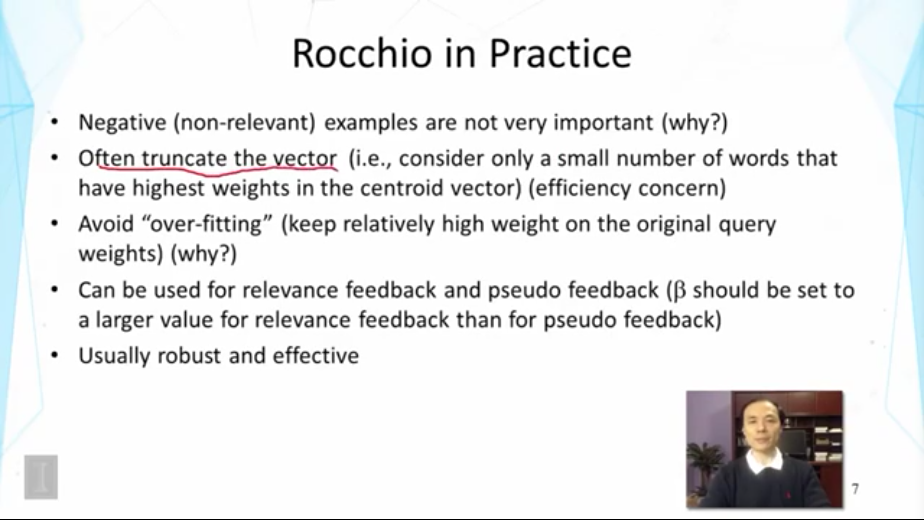 Rocchio in Practice
• Negative (non-relevant) examples are not very important (why?)
• Often truncate the vector (i.e., consider only a small number of words that
have highest weights in the centroid vector) (efficiency concern)
• Avoid “over-fitting” (keep relatively high weight on the original query
weights) (why?)
• Can be used for relevance feedback and pseudo feedback (β should be set to
a larger value for relevance feedback than for pseudo feedback)
• Usually robust and effective
I
7